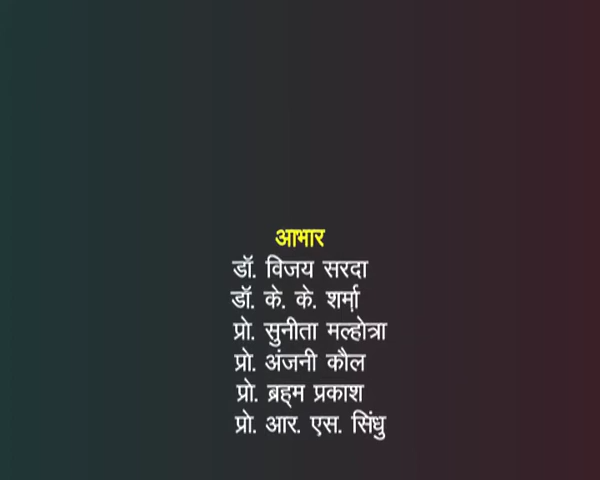 आभार
डॉ. विजय सरदा
डॉ. के. के. शर्मा
प्रो. सुनीता मल्होत्रा
प्रो. अंजनी कौल
प्रो. ब्रह्म प्रकाश
प्रो. आर. एस. सिंधु